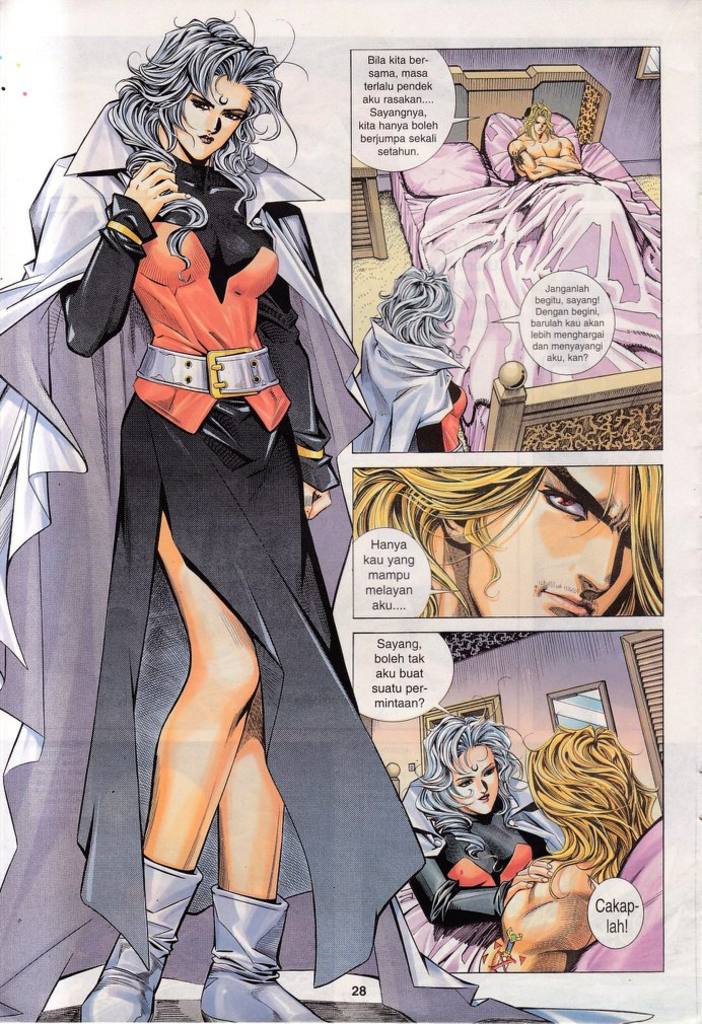 Bila kita ber-
sama, masa
terlalu pendek
aku rasakan....
Sayangnya,
kita hanya boleh
berjumpa sekali
setahun.
Janganlah
begitu, sayang!
Dengan begini,
barulah kau akan
lebih menghargai
dan menyayangi
aku, kan?
Hanya
kau yang
mampu
melayan
aku....
Sayang,
boleh tak
aku buat
suatu per-
mintaan?
Cakap-
lah!
28